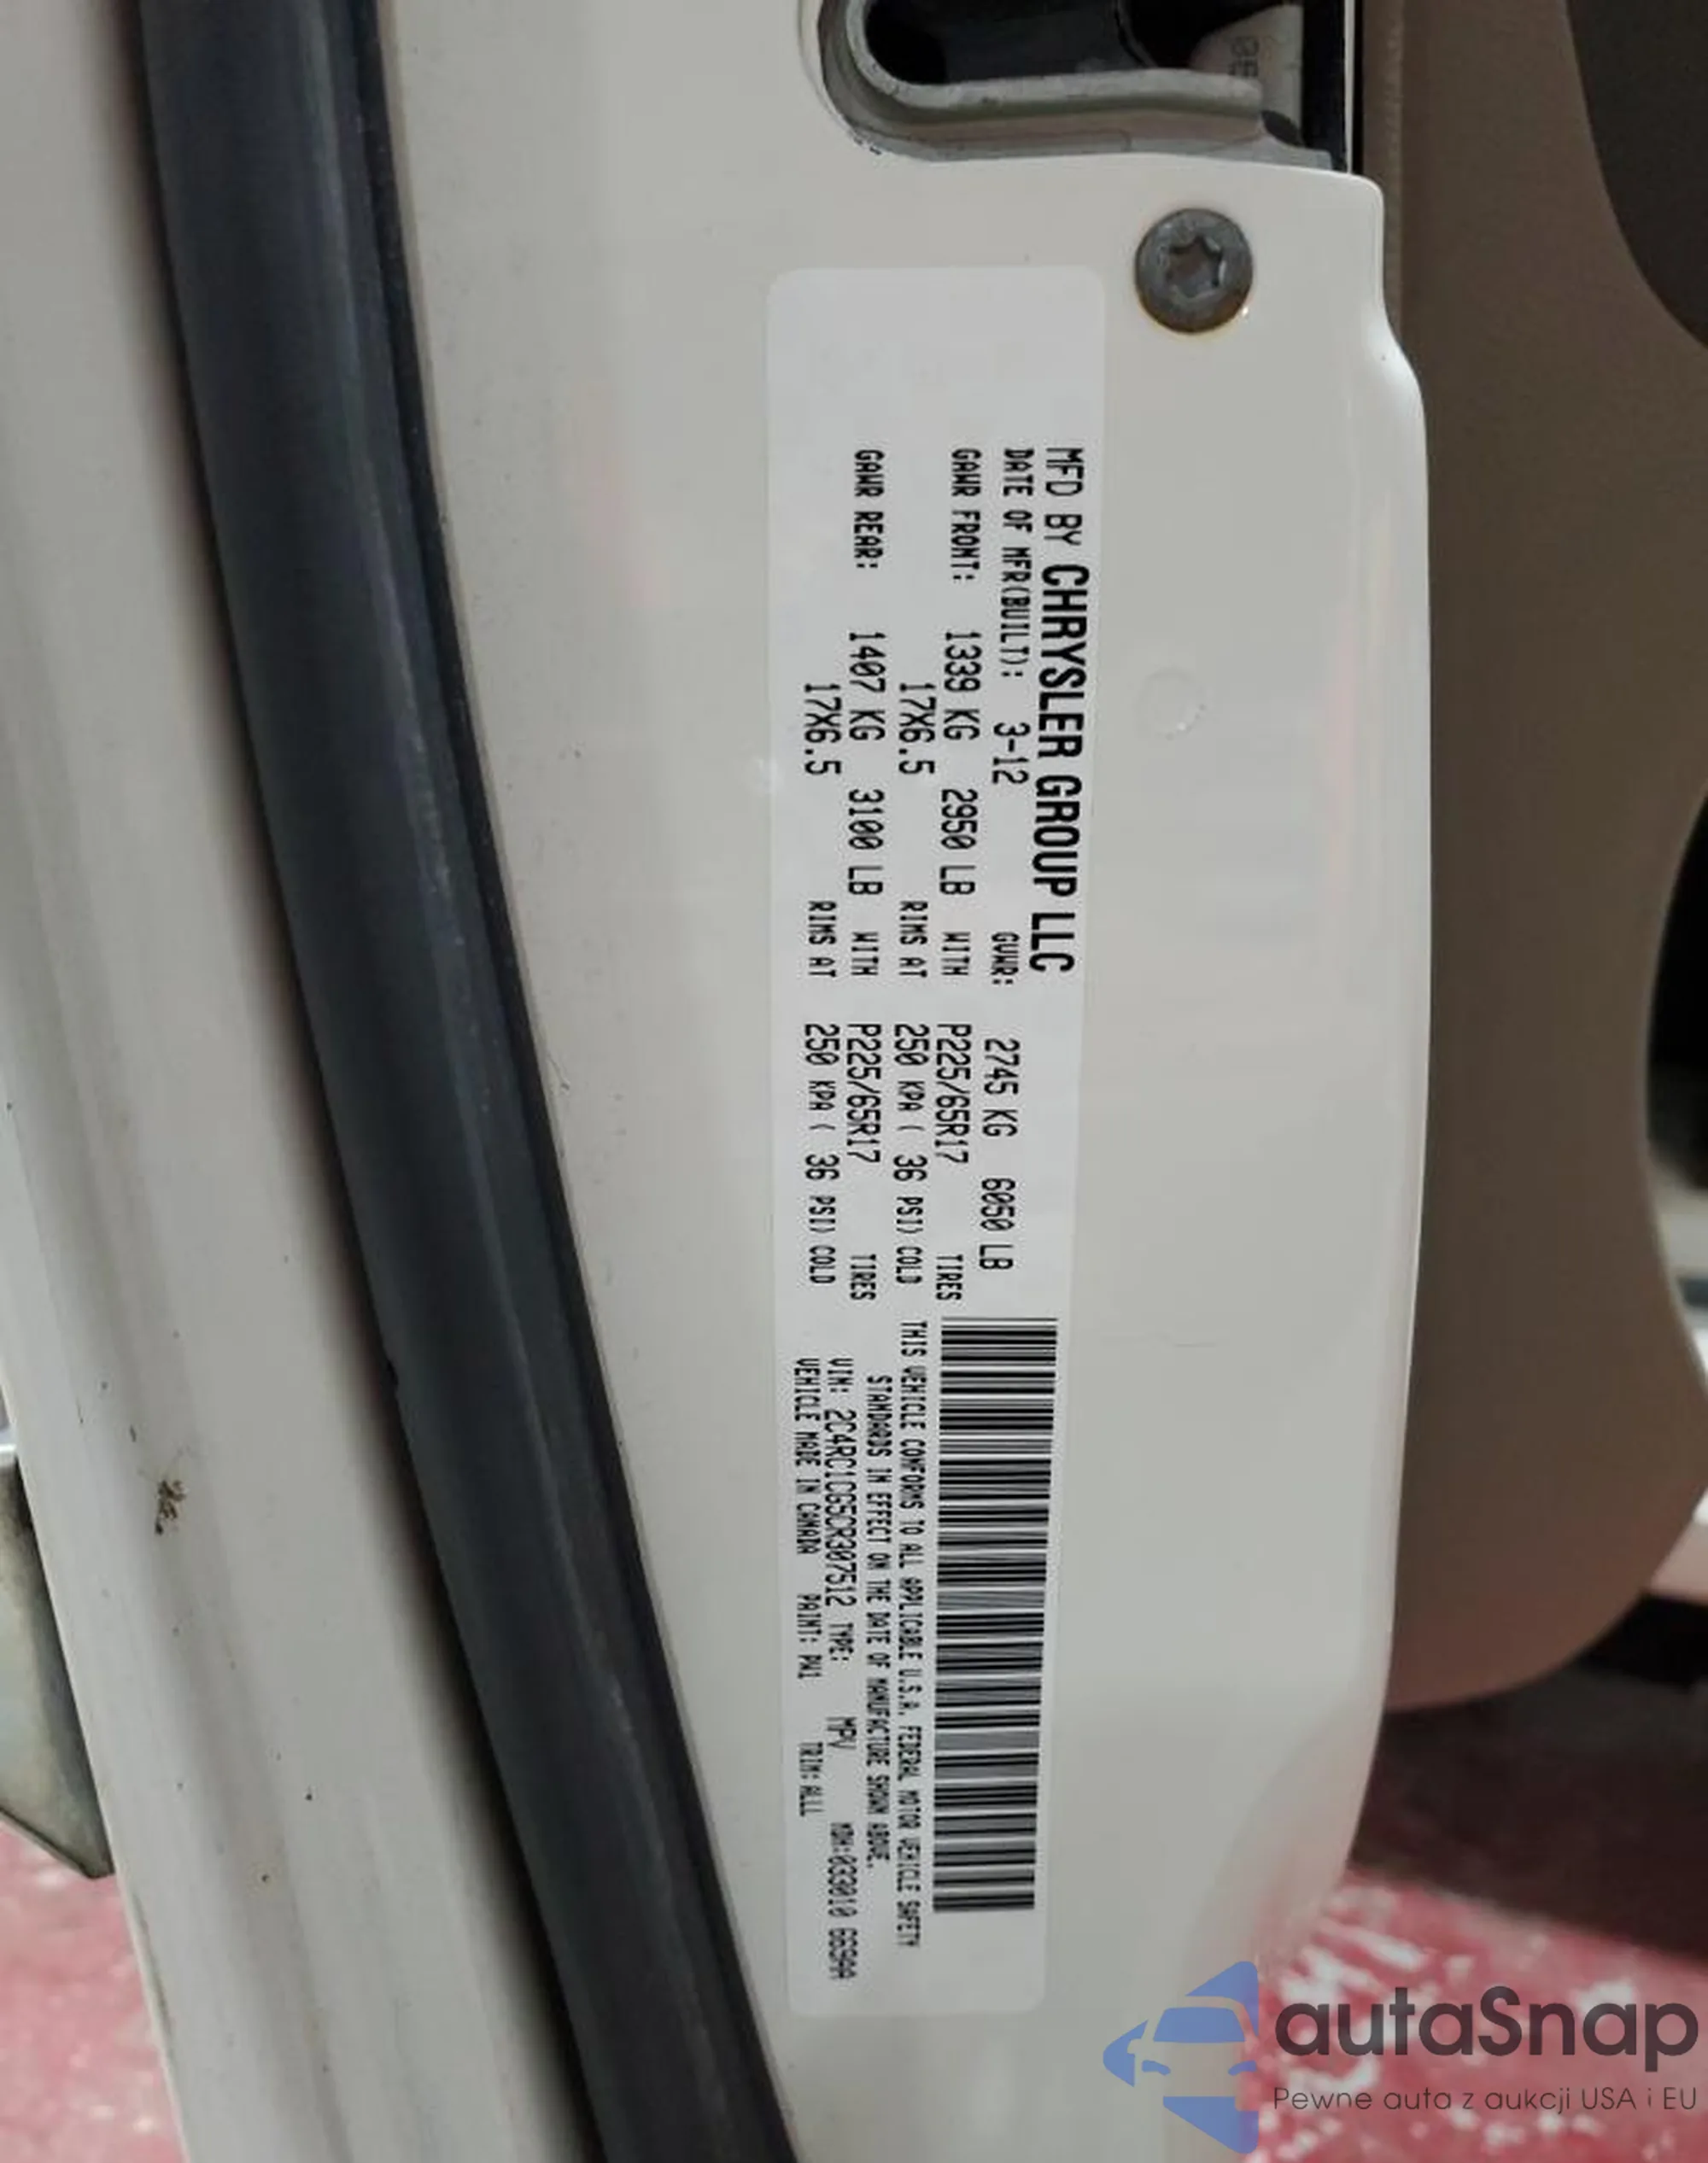 MFD BY CHRYSLER GROUP LLC
DATE OF MFR(BUILT): 3-12 GVWR: 2745 KG 6050 LB
GAWR FRONT: 1339 KG 2950 LB WITH P225/65R17 TIRES
17X6.5 RIMS AT 250 KPA ( 36 PSI) COLD
GAWR REAR: 1407 KG 3100 LB WITH P225/65R17 TIRES
17X6.5 RIMS AT 250 KPA ( 36 PSI) COLD
THIS VEHICLE CONFORMS TO ALL APPLICABLE U.S.A. FEDERAL MOTOR VEHICLE SAFETY
STANDARDS IN EFFECT ON THE DATE OF MANUFACTURE SHOWN ABOVE.
VIN: 2C4RC1CG5CR307512 TYPE: MPV MDH:033010 669AA
VEHICLE MADE IN CANADA PAINT: PW1 TRIM: ALL1
autaSnap
Pewne auta z aukcji USA i EU